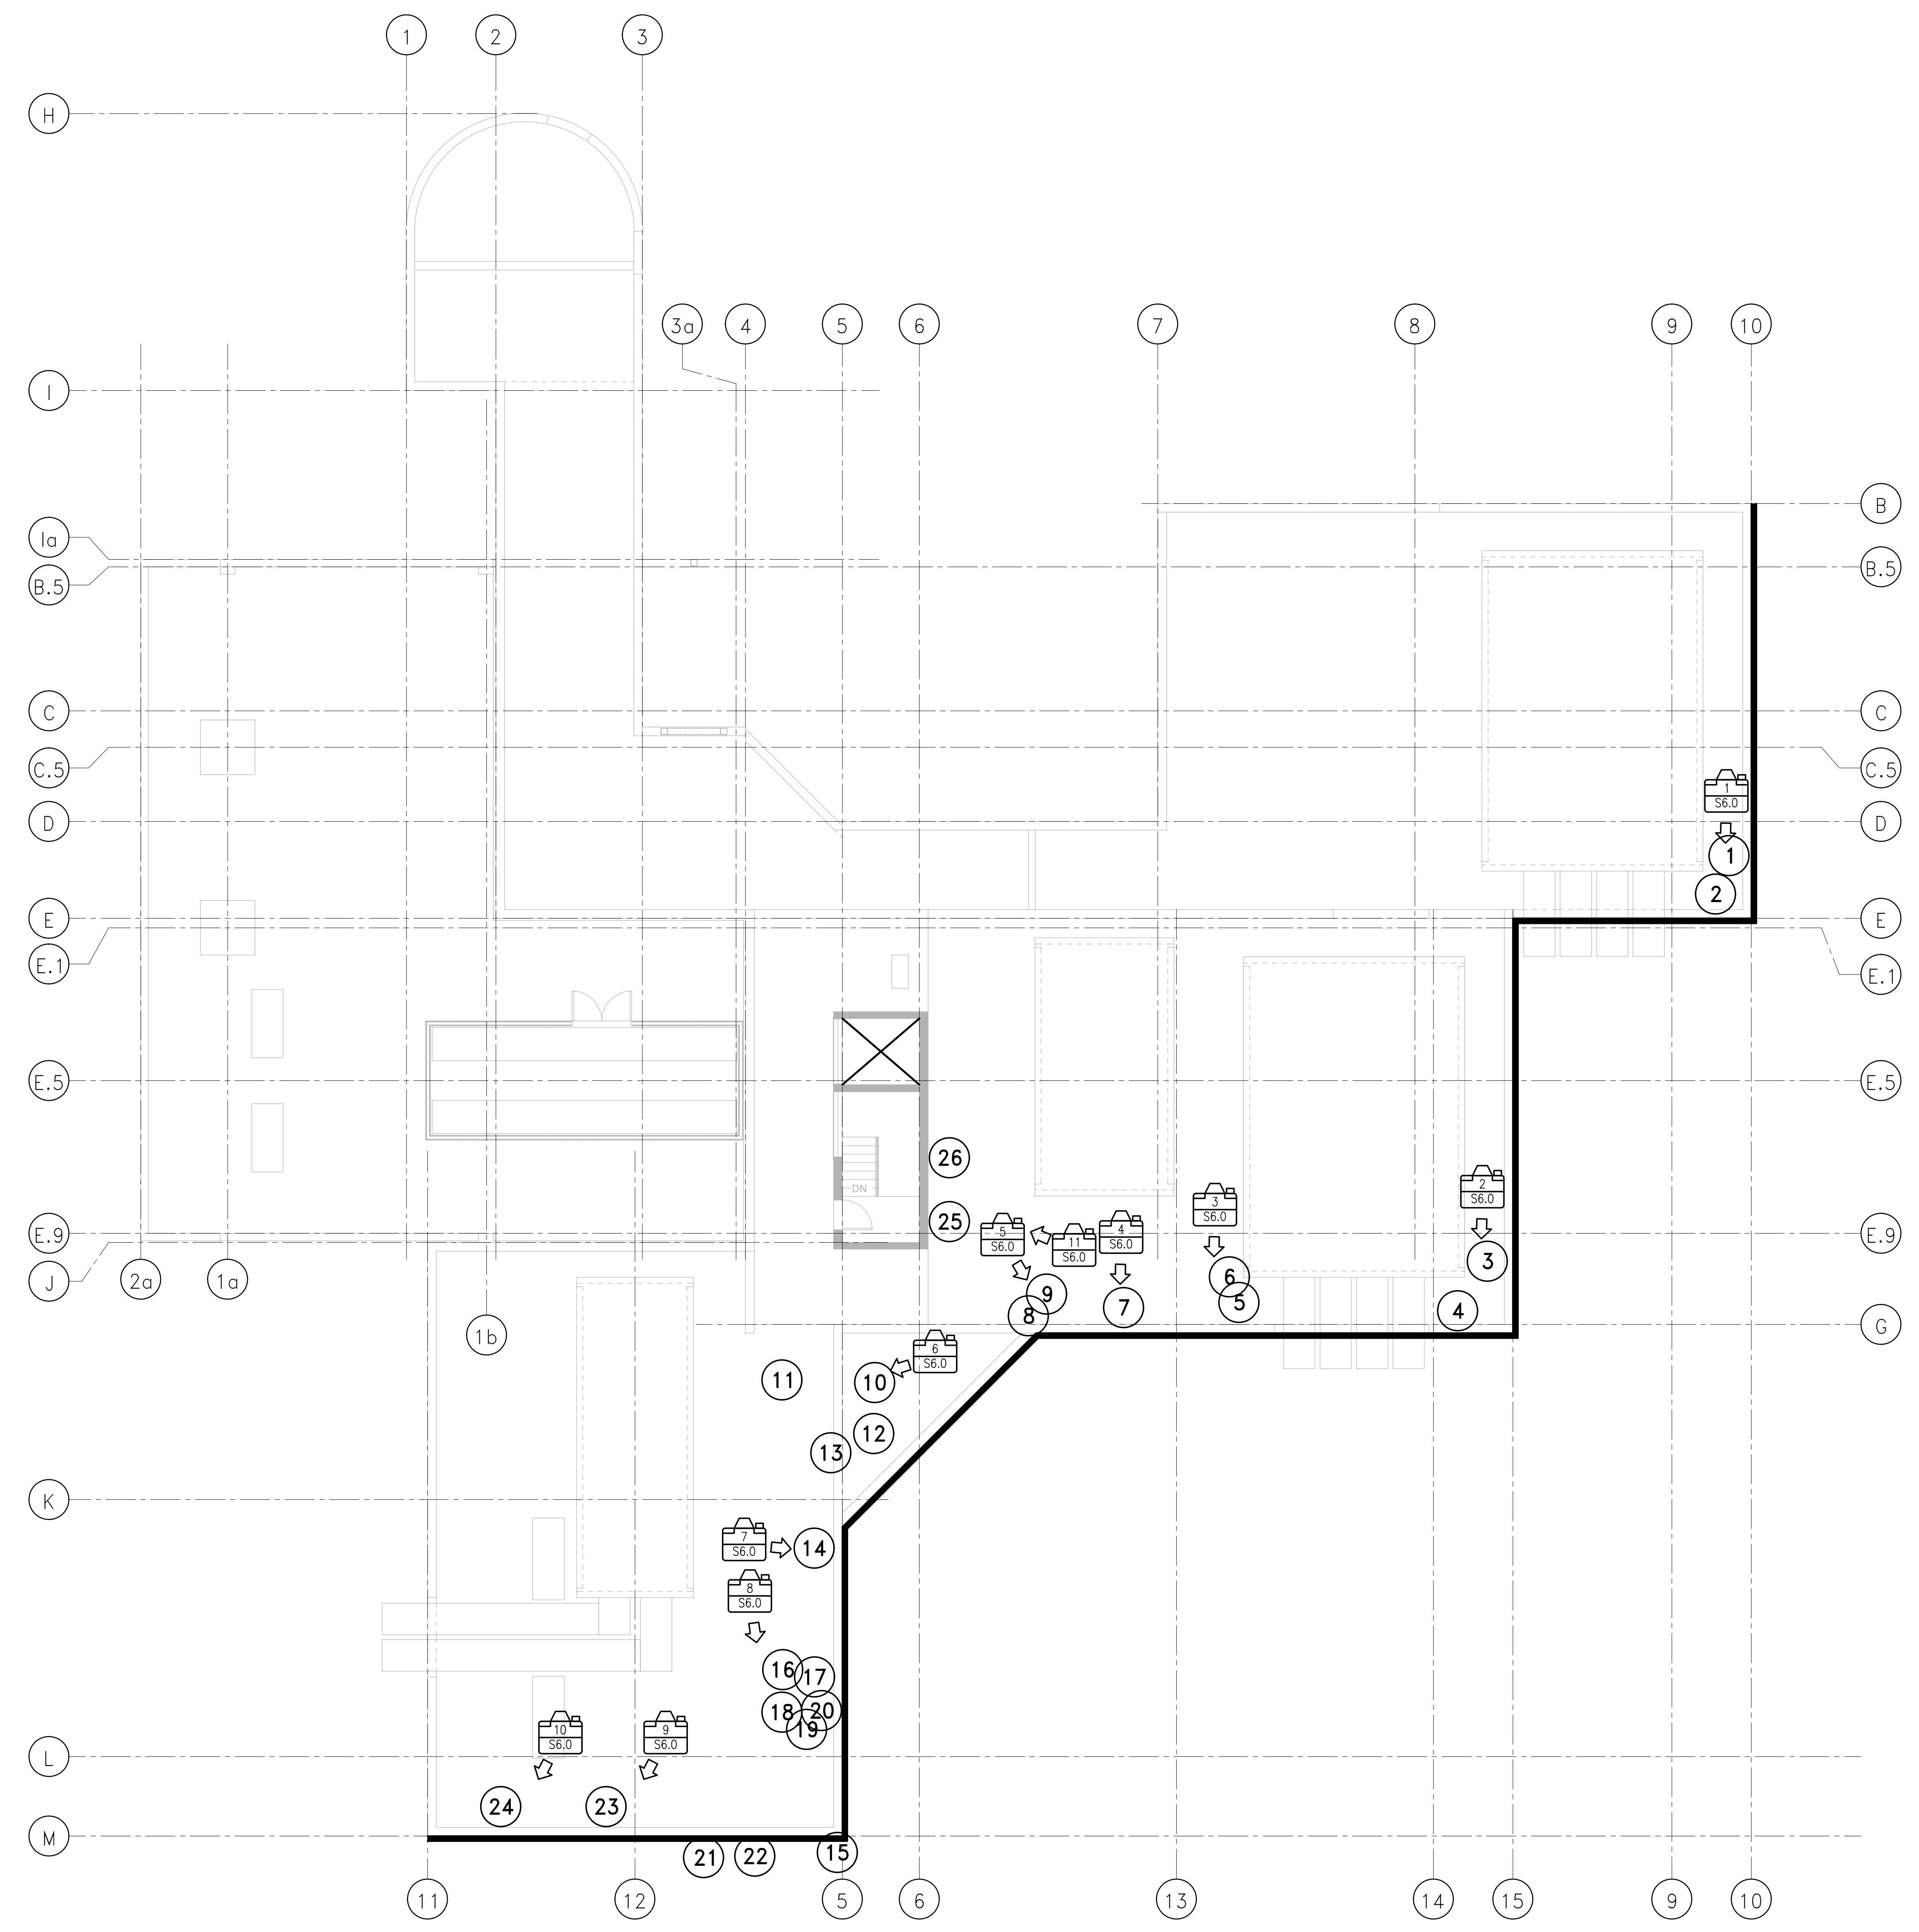 1 2 3
H
3a 4 5 6 7 8 9 10
I
B
Ia
B.5 B.5
C C
C.5 C.5
1
S6.0
D D
1
2
E E
E.1 E.1
E.5 E.5
26
DN
2
S6.0
3
S6.0
25
5
S6.0
11
S6.0
4
S6.0
E.9 E.9
3
J 2a 1a
6
9
5
7
4
8
1b
G
6
S6.0
11
10
12
13
K
7
S6.0
14
8
S6.0
16
17
18
20
19
10
S6.0
9
S6.0
L
24 23
M
21 22 15
11 12 5 6 13 14 15 9 10